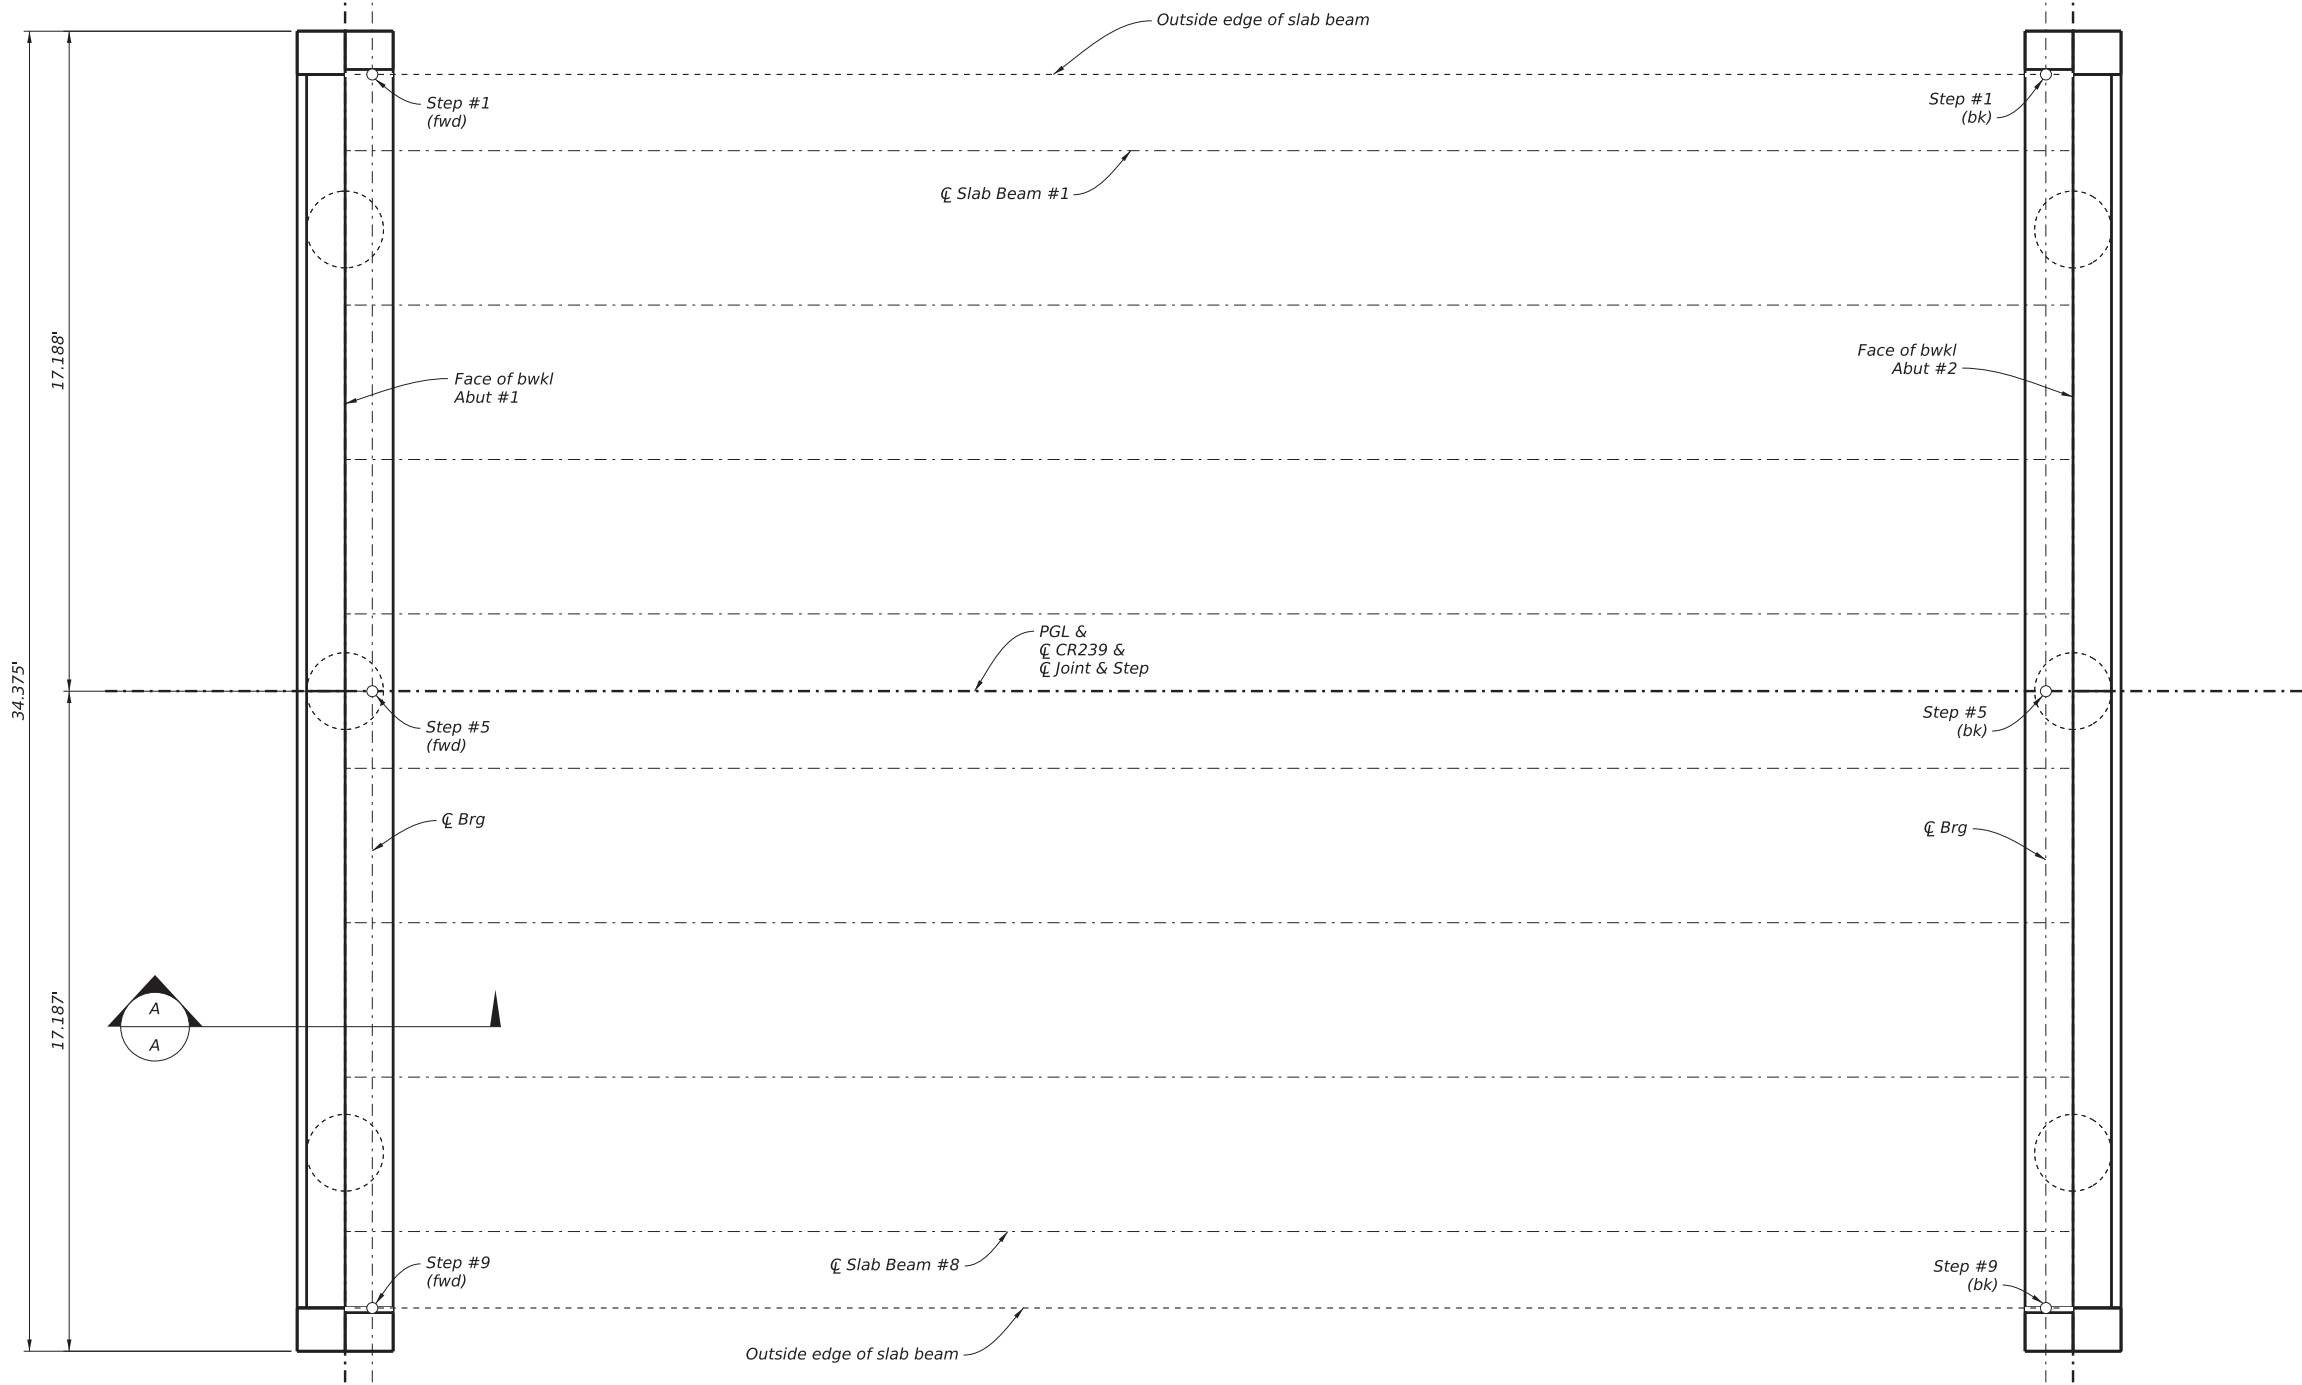 Outside edge of slab beam
Step #1
(fwd)
Step #1
(bk)
℄ Slab Beam #1
17.188'
Face of bwkl
Abut #1
Face of bwkl
Abut #2
34.375'
PGL &
℄ CR239 &
℄ Joint & Step
Step #5
(fwd)
Step #5
(bk)
℄ Brg
℄ Brg
17.187'
A
A
Step #9
(fwd)
℄ Slab Beam #8
Step #9
(bk)
Outside edge of slab beam